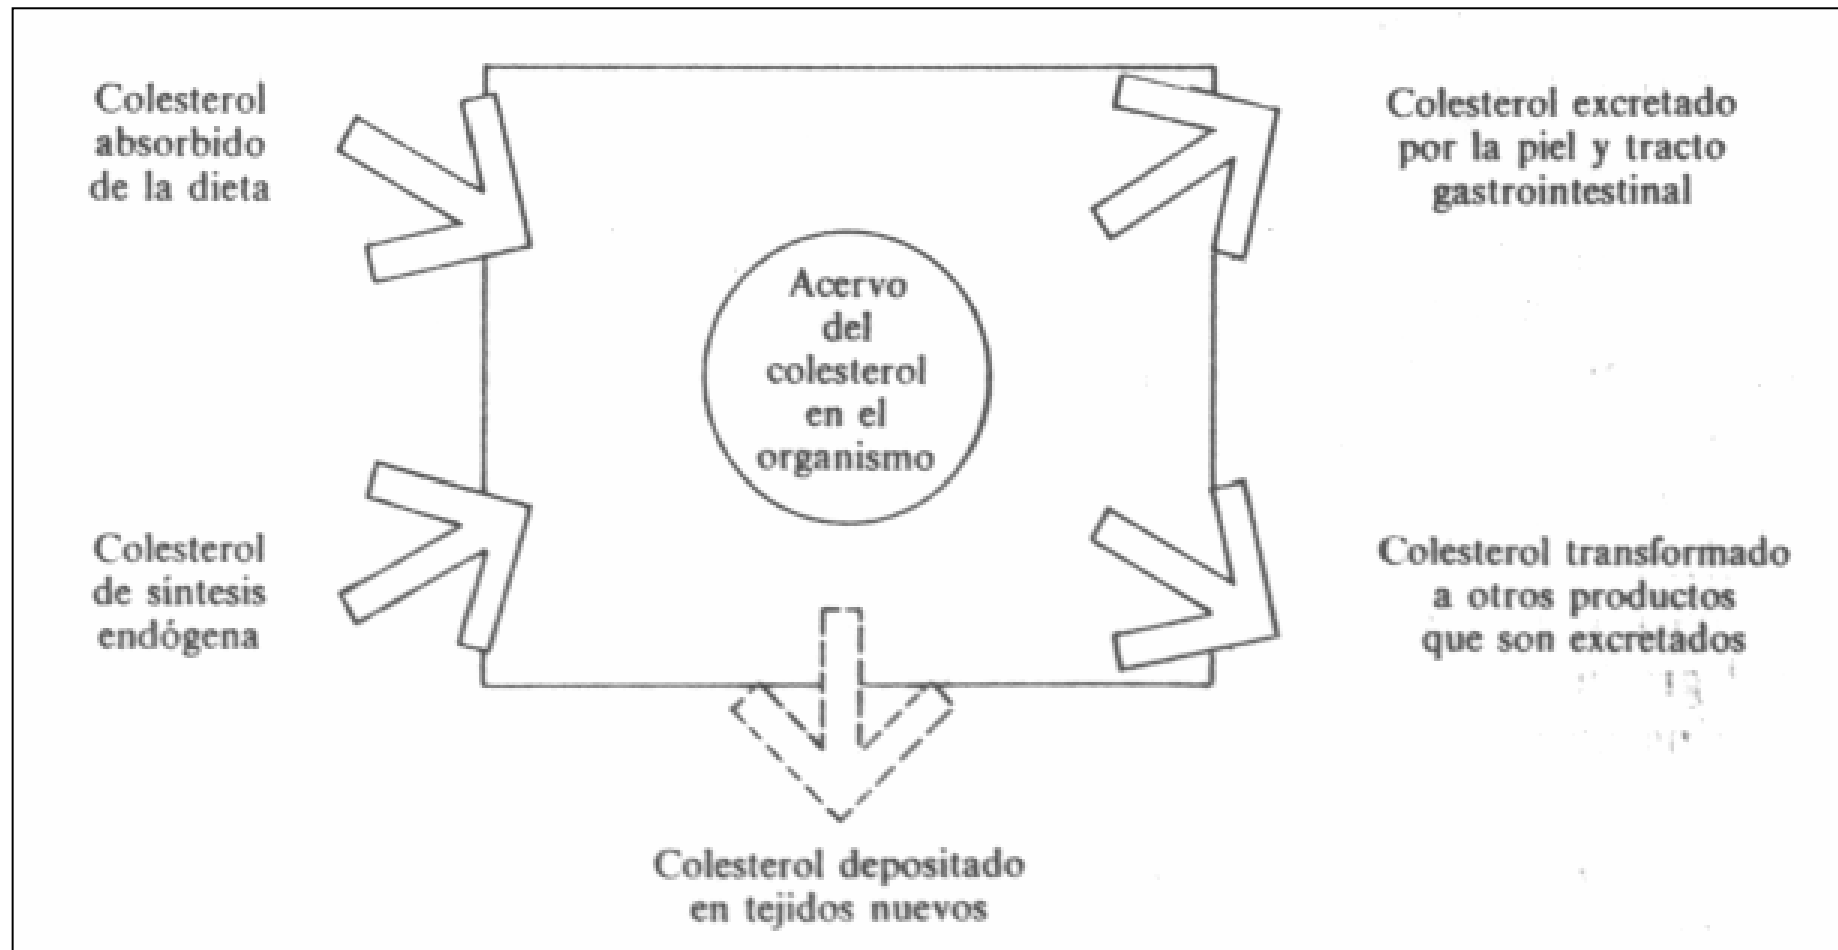 Colesterol
absorbido
de la dieta
Colesterol excretado
por la piel y tracto
gastrointestinal
Acervo
del
colesterol
en el
organismo
Colesterol
de síntesis
endógena
Colesterol transformado
a otros productos
que son excretados
Colesterol depositado
en tejidos nuevos